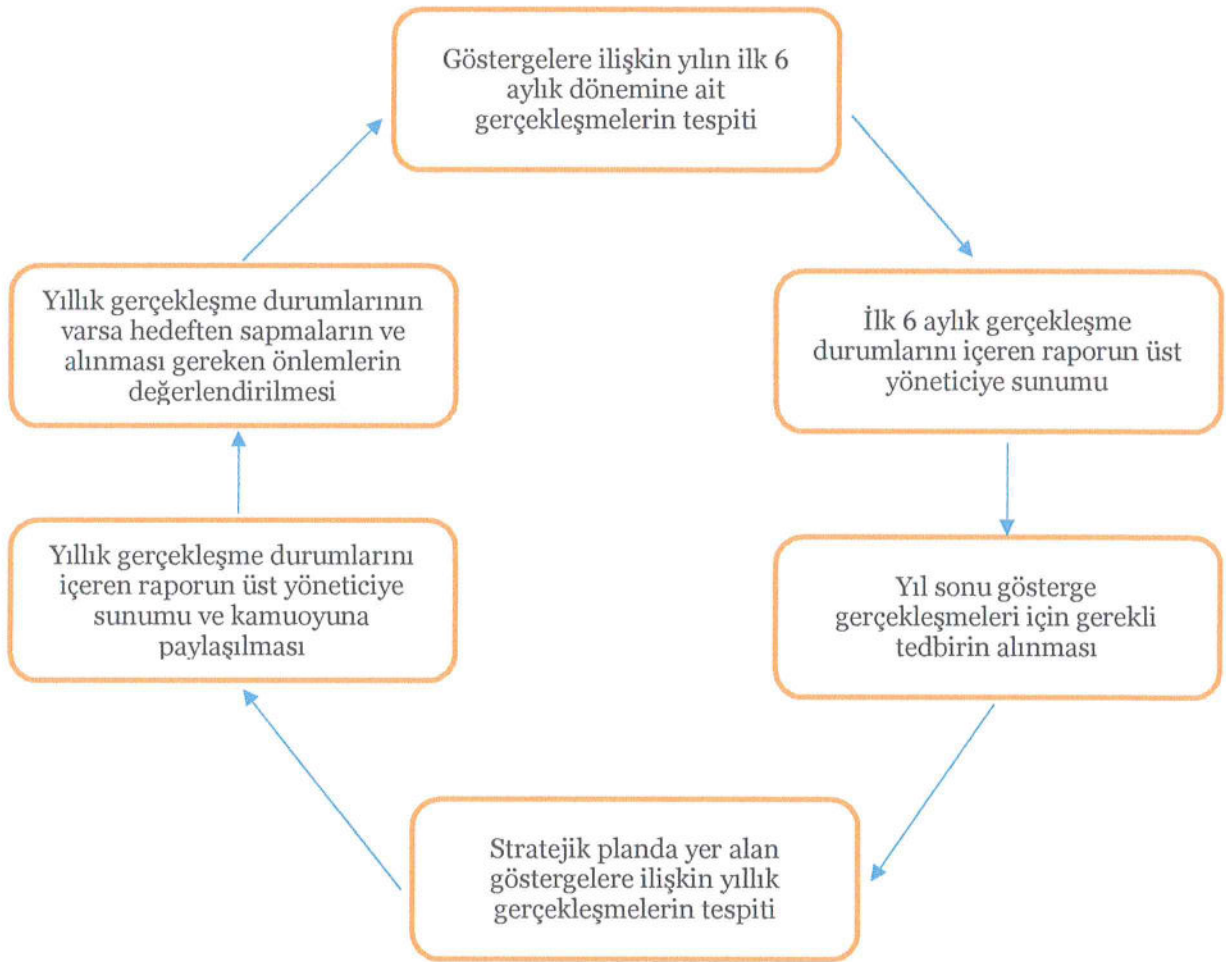 Göstergelere ilişkin yılın ilk 6
aylık dönemine ait
gerçekleşmelerin tespiti
İlk 6 aylık gerçekleşme
durumlarını içeren raporun üst
yöneticiye sunumu
Yıl sonu gösterge
gerçekleşmeleri için gerekli
tedbirin alınması
Stratejik planda yer alan
göstergelere ilişkin yıllık
gerçekleşmelerin tespiti
Yıllık gerçekleşme durumlarını
içeren raporun üst yöneticiye
sunumu ve kamuoyuna
paylaşılması
Yıllık gerçekleşme durumlarının
varsa hedeften sapmaların ve
alınması gereken önlemlerin
değerlendirilmesi